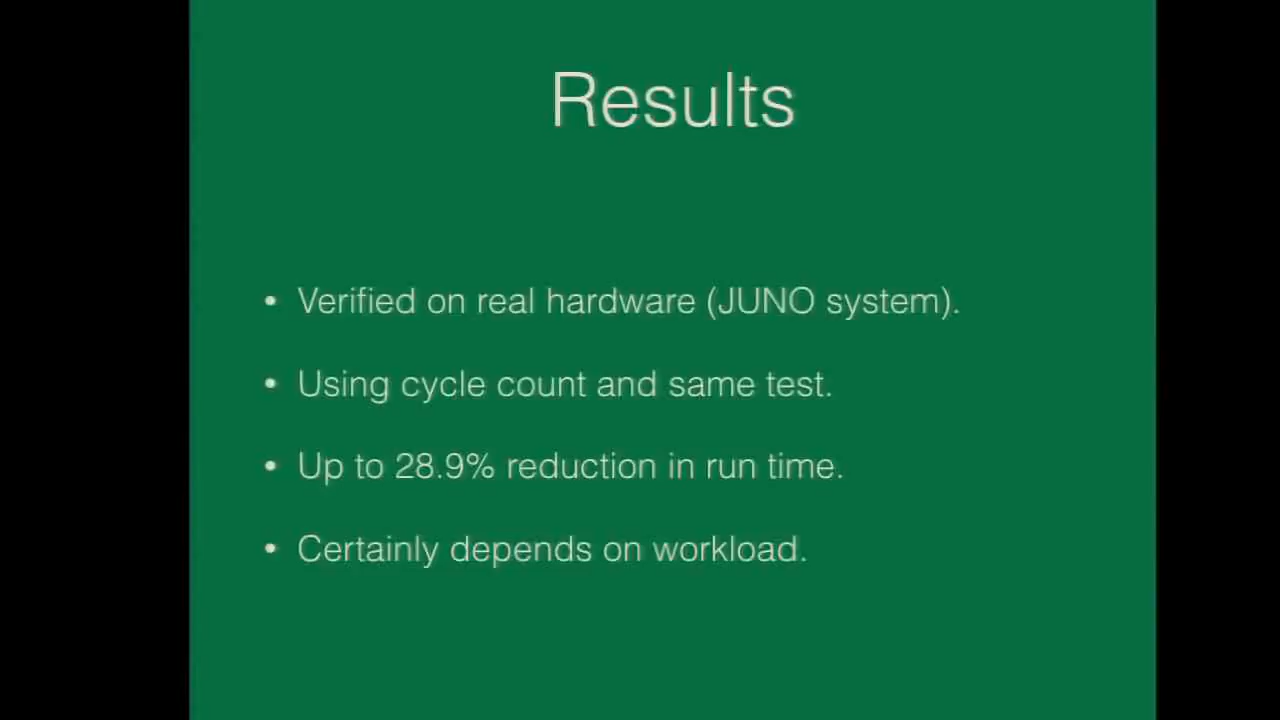 Results
• Verified on real hardware (JUNO system).
• Using cycle count and same test.
• Up to 28.9% reduction in run time.
• Certainly depends on workload.